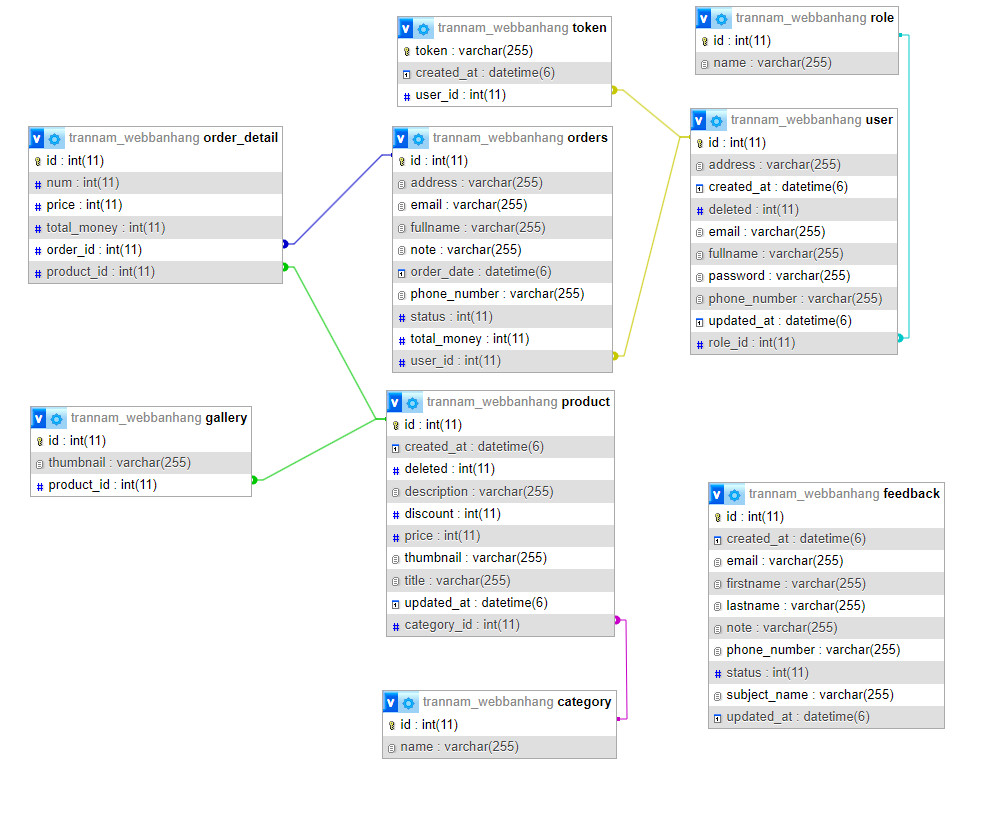 trannam_webbanhang token
token : varchar(255)
created_at : datetime(6)
user_id : int(11)
trannam_webbanhang role
id : int(11)
name : varchar(255)
trannam_webbanhang order_detail
id : int(11)
num : int(11)
price : int(11)
total_money : int(11)
order_id : int(11)
product_id : int(11)
trannam_webbanhang orders
id : int(11)
address : varchar(255)
email : varchar(255)
fullname : varchar(255)
note : varchar(255)
order_date : datetime(6)
phone_number : varchar(255)
status : int(11)
total_money : int(11)
user_id : int(11)
trannam_webbanhang user
id : int(11)
address : varchar(255)
created_at : datetime(6)
deleted : int(11)
email : varchar(255)
fullname : varchar(255)
password : varchar(255)
phone_number : varchar(255)
updated_at : datetime(6)
role_id : int(11)
trannam_webbanhang gallery
id : int(11)
thumbnail : varchar(255)
product_id : int(11)
trannam_webbanhang product
id : int(11)
created_at : datetime(6)
deleted : int(11)
description : varchar(255)
discount : int(11)
price : int(11)
thumbnail : varchar(255)
title : varchar(255)
updated_at : datetime(6)
category_id : int(11)
trannam_webbanhang feedback
id : int(11)
created_at : datetime(6)
email : varchar(255)
firstname : varchar(255)
lastname : varchar(255)
note : varchar(255)
phone_number : varchar(255)
status : int(11)
subject_name : varchar(255)
updated_at : datetime(6)
trannam_webbanhang category
id : int(11)
name : varchar(255)